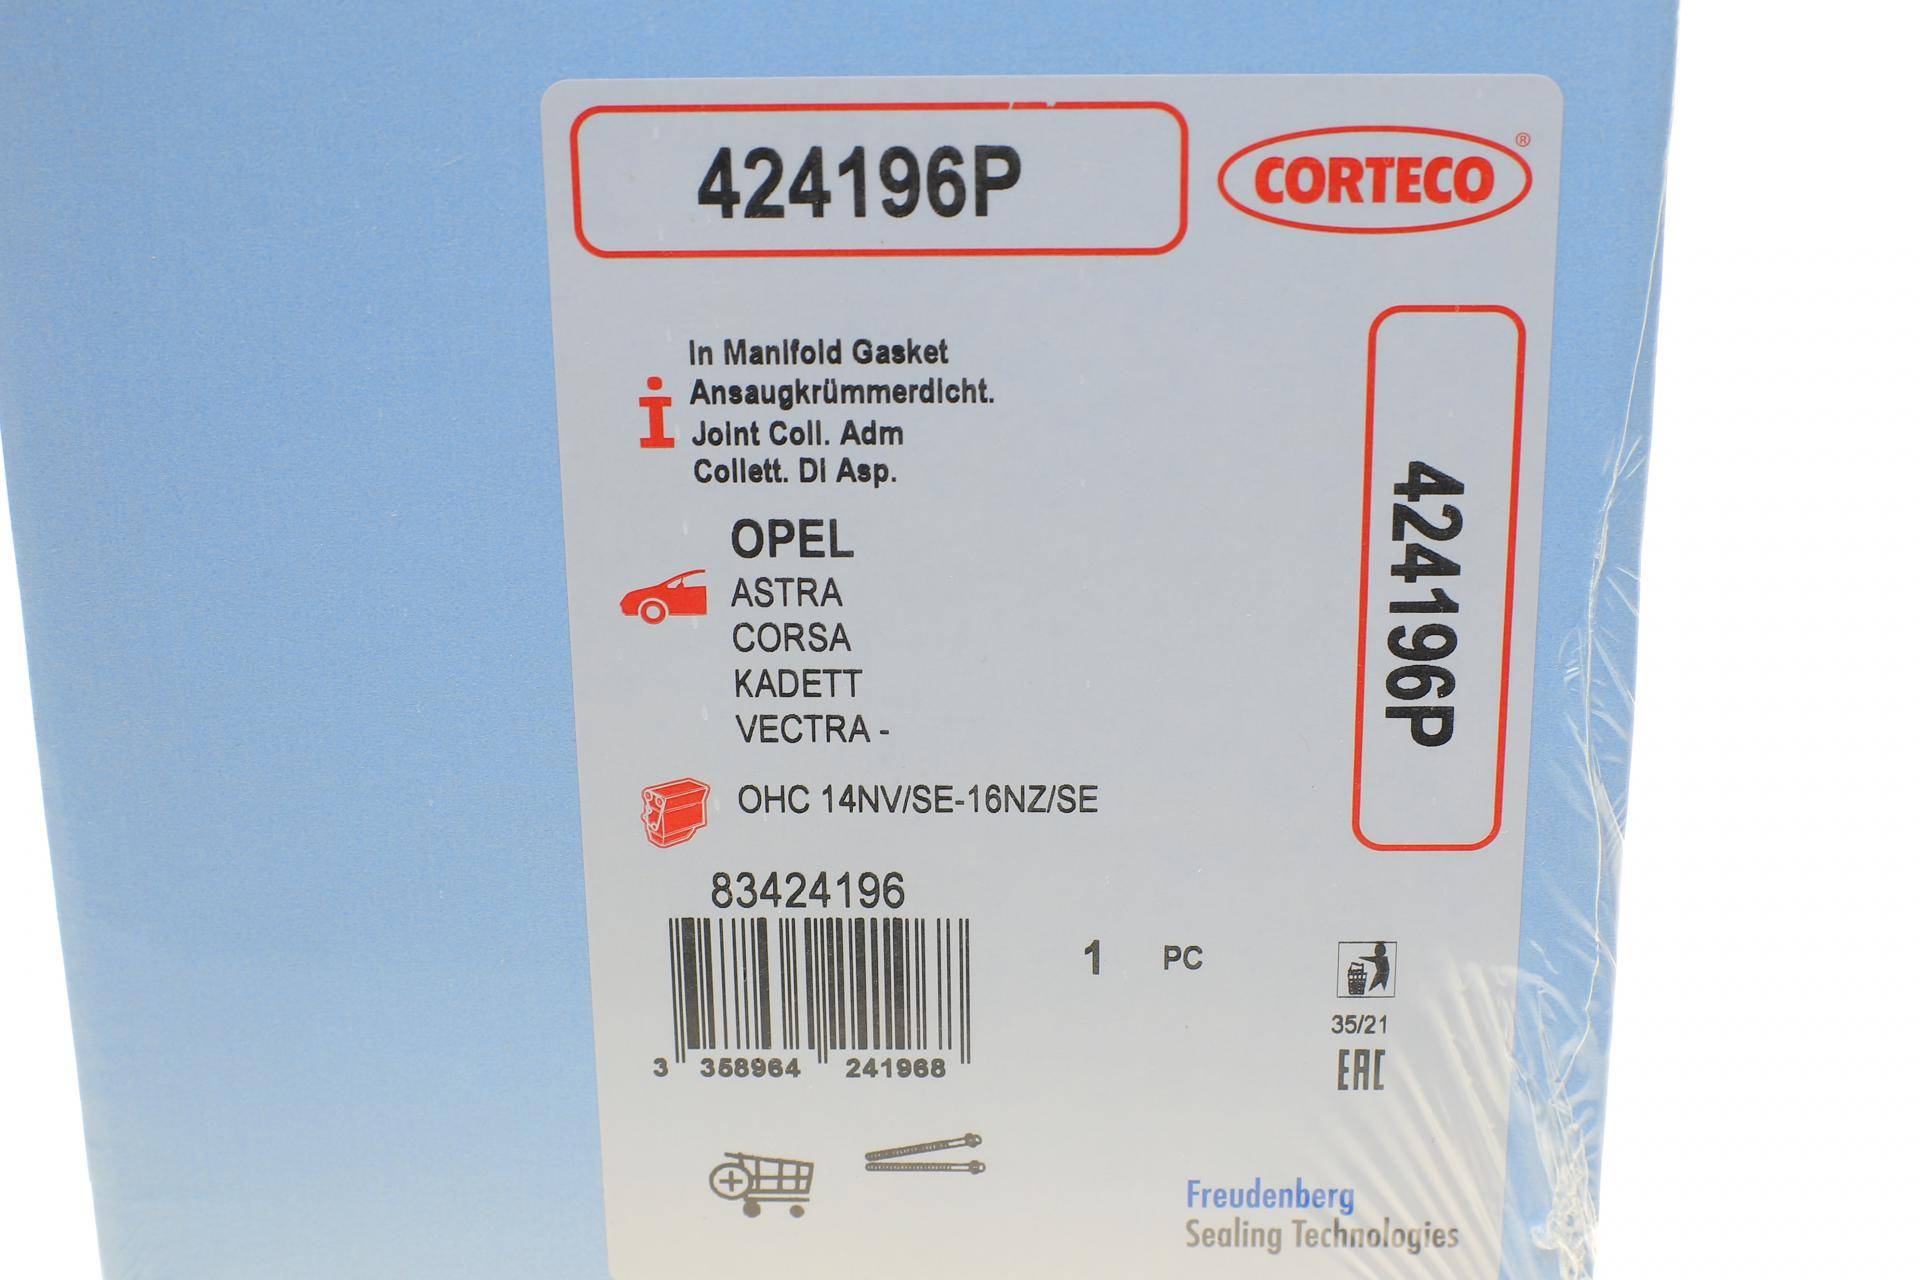 424196P
CORTECO®
In Manifold Gasket
Ansaugkrümmerdicht.
Joint Coll. Adm
Collett. Di Asp.
424196P
OPEL
ASTRA
CORSA
KADETT
VECTRA -
OHC 14NV/SE-16NZ/SE
83424196
1 PC
35/21
EAC
3 358964 241968
Freudenberg
Sealing Technologies